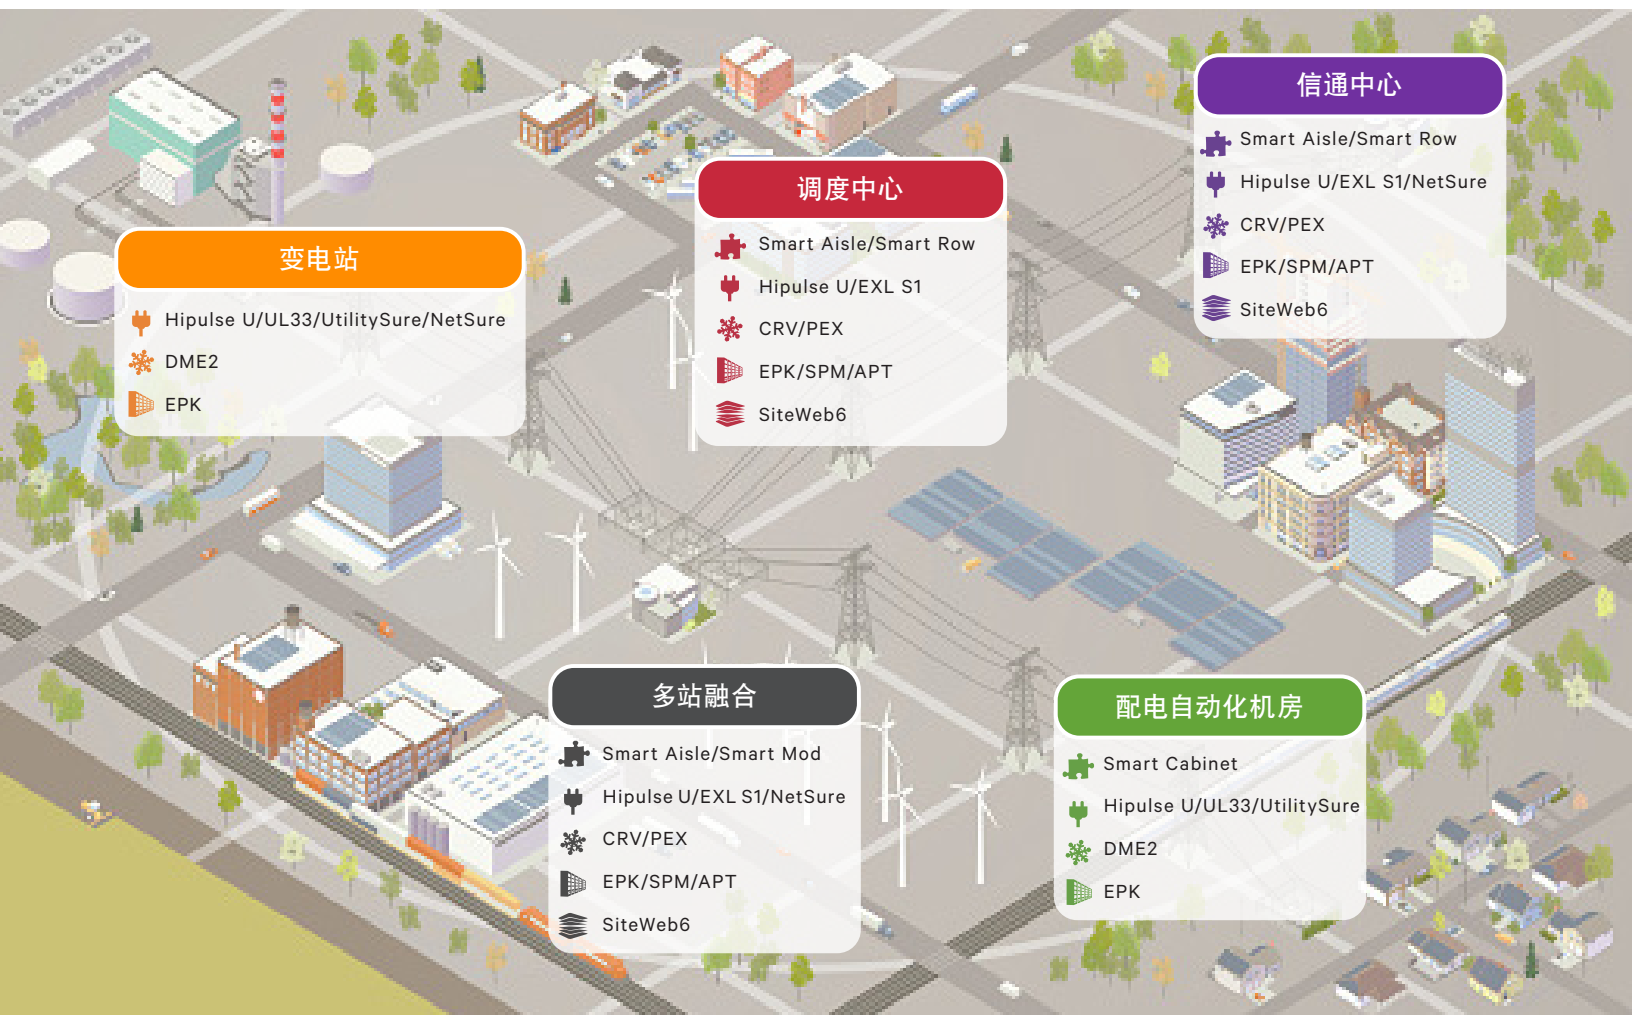 信通中心
Smart Aisle/Smart Row
Hipulse U/EXL S1/NetSure
CRV/PEX
EPK/SPM/APT
SiteWeb6
调度中心
Smart Aisle/Smart Row
Hipulse U/EXL S1
CRV/PEX
EPK/SPM/APT
SiteWeb6
变电站
Hipulse U/UL33/UtilitySure/NetSure
DME2
EPK
多站融合
Smart Aisle/Smart Mod
Hipulse U/EXL S1/NetSure
CRV/PEX
EPK/SPM/APT
SiteWeb6
配电自动化机房
Smart Cabinet
Hipulse U/UL33/UtilitySure
DME2
EPK